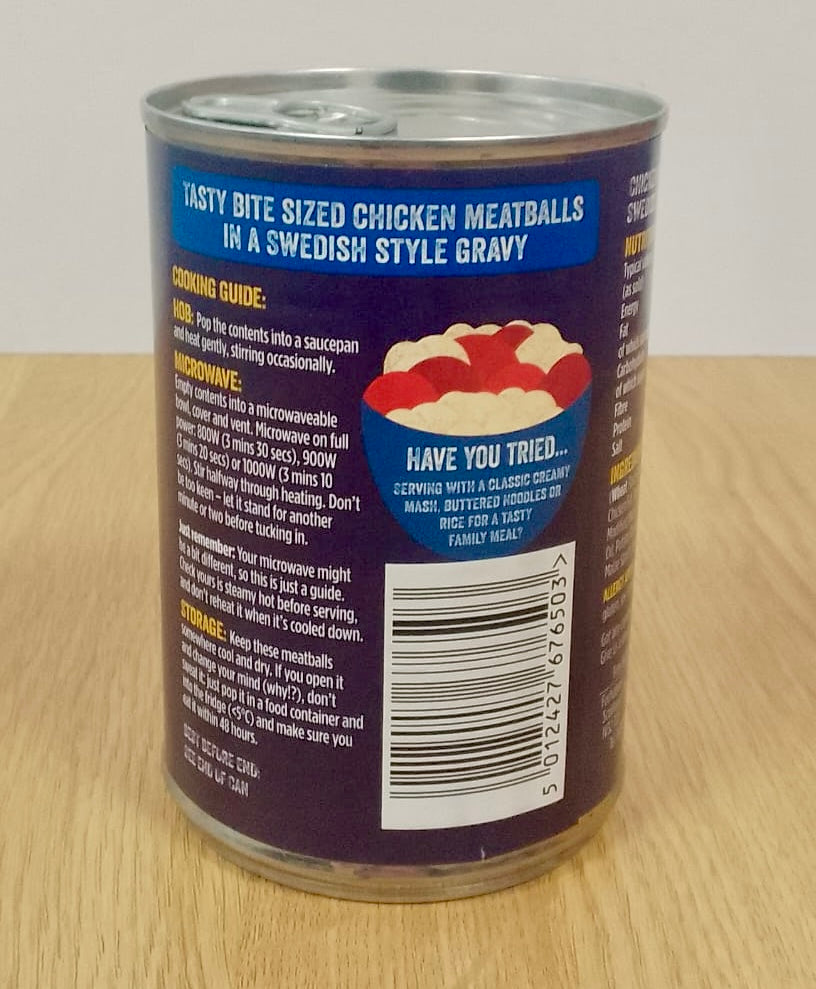 TASTY BITE SIZED CHICKEN MEATBALLS
IN A SWEDISH STYLE GRAVY
COOKING GUIDE:
HOB: Pop the contents into a saucepan
and heat gently, stirring occasionally.
MICROWAVE:
Empty contents into a microwaveable
bowl, cover and vent. Microwave on full
power: 800W (3 mins 30 secs), 900W
(3 mins 20 secs) or 1000W (3 mins 10
secs). Stir halfway through heating. Don't
be too keen – let it stand for another
minute or two before tucking in.
Just remember: Your microwave might
be a bit different, so this is just a guide.
Check yours is steamy hot before serving,
and don't reheat it when it's cooled down.
STORAGE: Keep these meatballs
somewhere cool and dry. If you open it
and change your mind (why!?), don't
sweat it; just pop it in a food container and
into the fridge (<5°C) and make sure you
eat it within 48 hours.
BEST BEFORE END:
SEE END OF CAN
HAVE YOU TRIED...
SERVING WITH A CLASSIC CREAMY
MASH, BUTTERED NOODLES OR
RICE FOR A TASTY
FAMILY MEAL?
5 012427 676503 >
Typical
(as sold)
Energy
Fat
of which
of which
Fibre
Protein
Salt